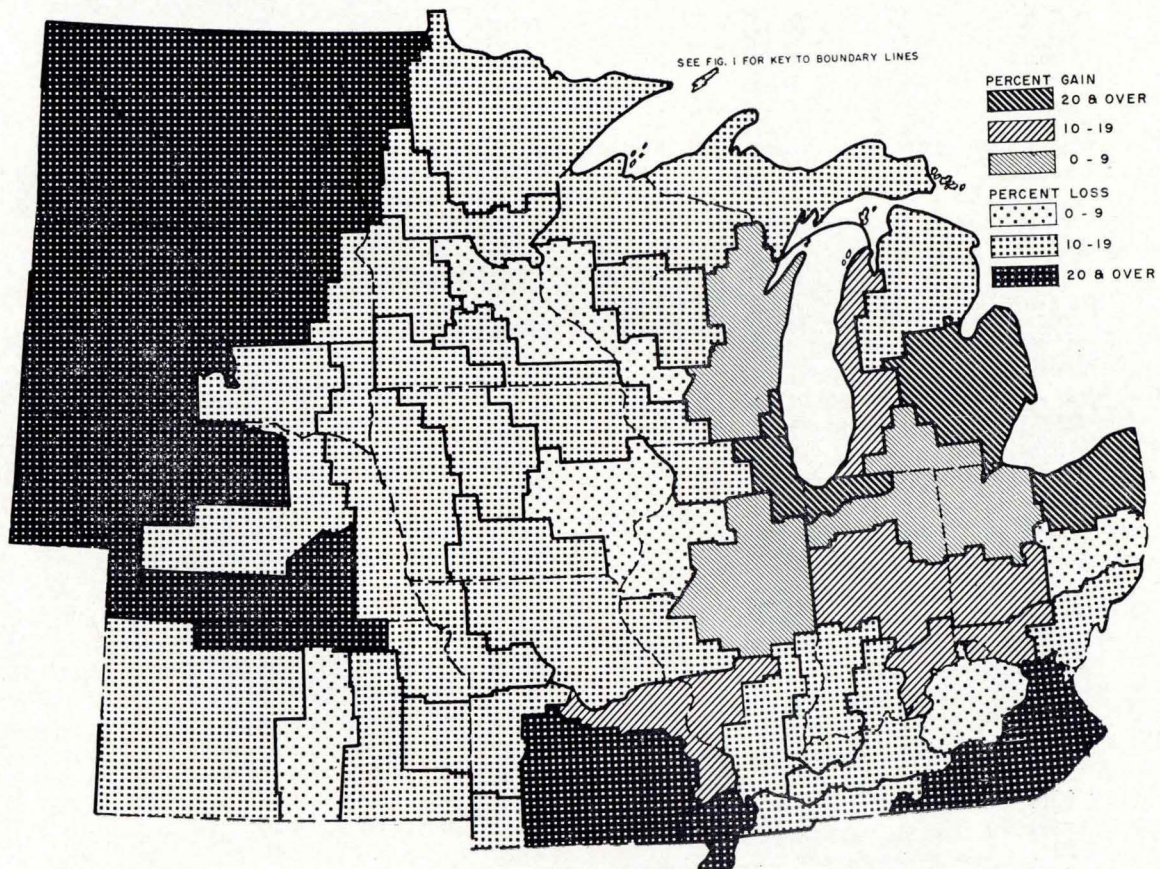 SEE FIG. 1 FOR KEY TO BOUNDARY LINES
PERCENT GAIN
20 & OVER
10 - 19
0 - 9
PERCENT LOSS
0 - 9
10 - 19
20 & OVER